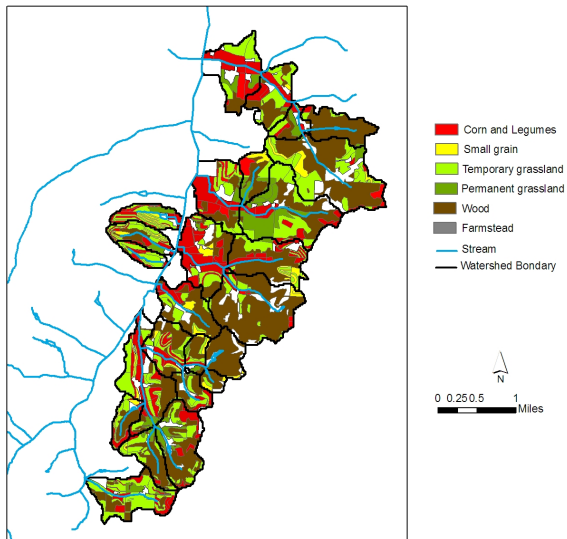 Corn and Legumes
Small grain
Temporary grassland
Permanent grassland
Wood
Farmstead
Stream
Watershed Bondary
N
0 0.25 0.5 1
Miles